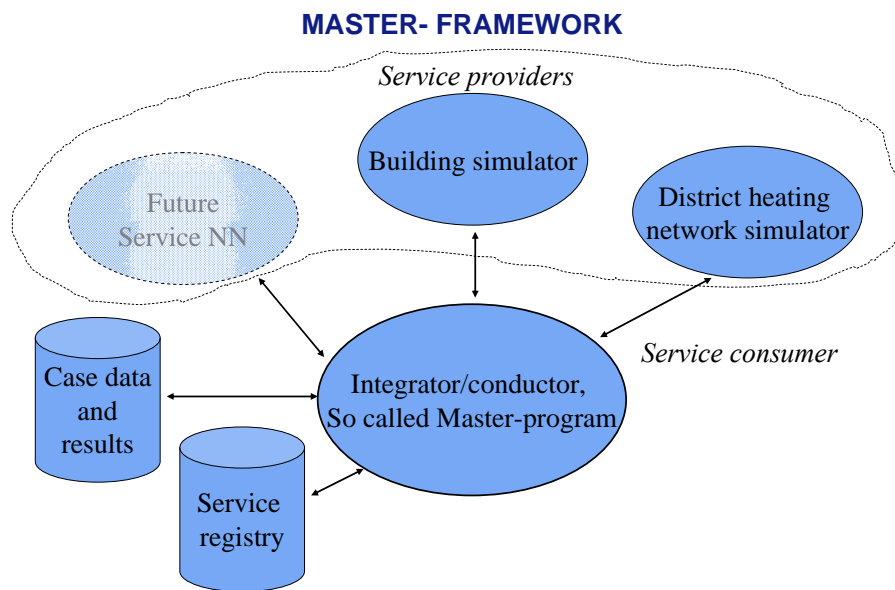 MASTER- FRAMEWORK
Service providers
Building simulator
Future
Service NN
District heating
network simulator
Service consumer
Case data
and
results
Integrator/conductor,
So called Master-program
Service
registry